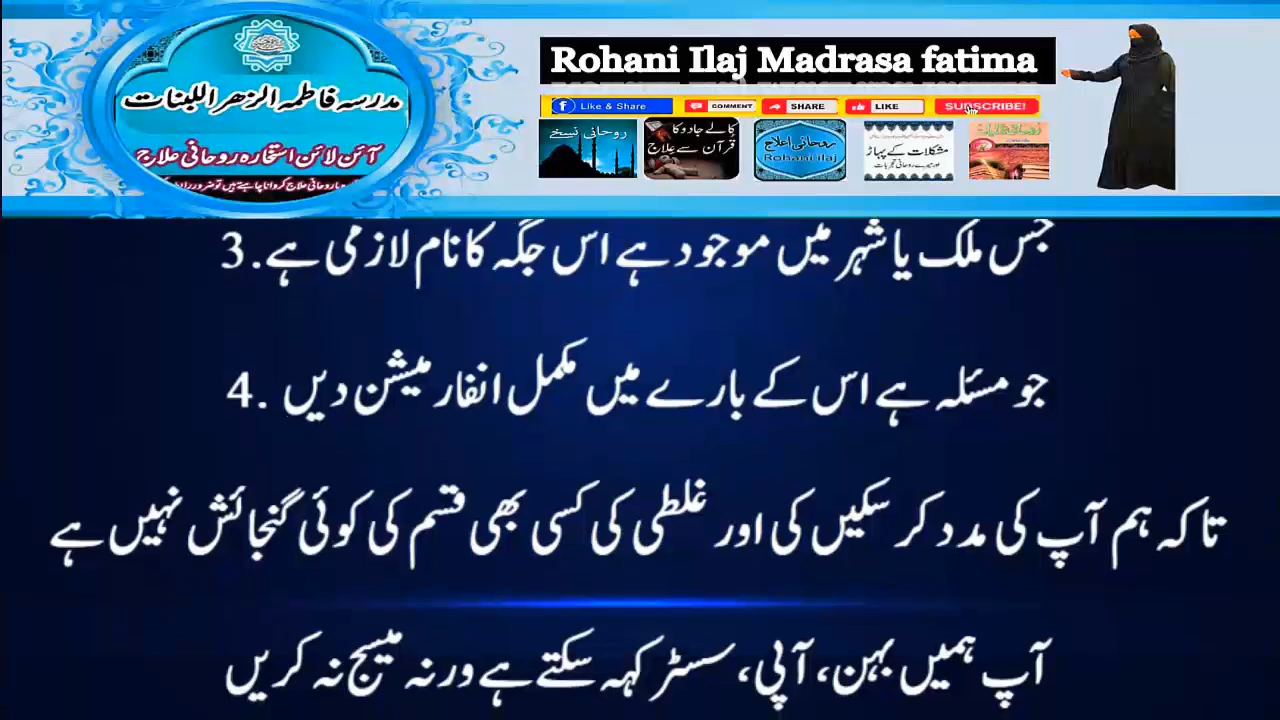 مدرسہ فاطمہ الزھرا للبنات
آئن لائن استخارہ روحانی علاج
Rohani Ilaj Madrasa fatima
Like & Share
COMMENT
SHARE
LIKE
SUBSCRIBE!
روحانی نسخ
کالے جادو کا
قرآن سے علاج
روحانی علاج
Rohani ilaj
مشکلات کے پہاڑ
جس ملک یا شہر میں موجود ہے اس جگہ کا نام لازمی ہے.3
جو مسئلہ ہے اس کے بارے میں مکمل انفارمیشن دیں .4
تاکہ ہم آپ کی مدد کر سکیں کی اور غلطی کی کسی بھی قسم کی کوئی گنجائش نہیں ہے
آپ ہمیں بہن، آپی، سسٹر کہہ سکتے ہے ورنہ میسج نہ کریں